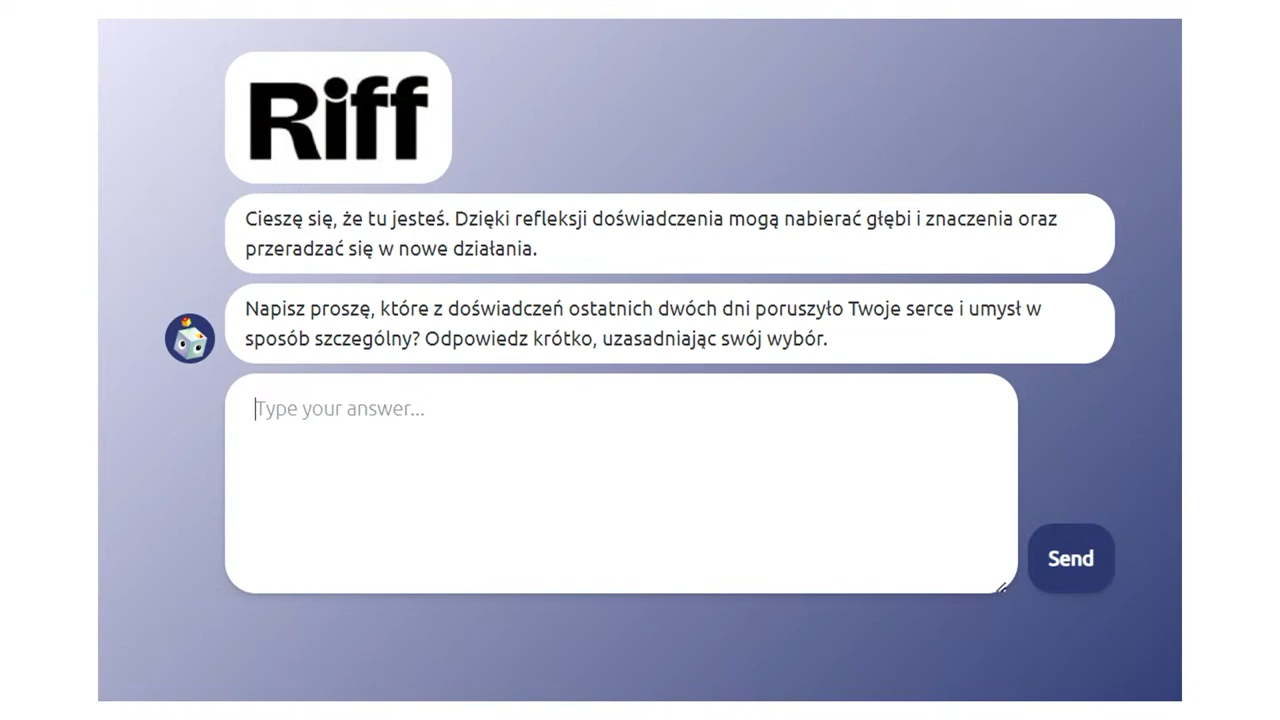 Riff
Cieszę się, że tu jesteś. Dzięki refleksji doświadczenia mogą nabierać głębi i znaczenia oraz
przeradzać się w nowe działania.
Napisz proszę, które z doświadczeń ostatnich dwóch dni poruszyło Twoje serce i umysł w
sposób szczególny? Odpowiedz krótko, uzasadniając swój wybór.
Type your answer...
Send